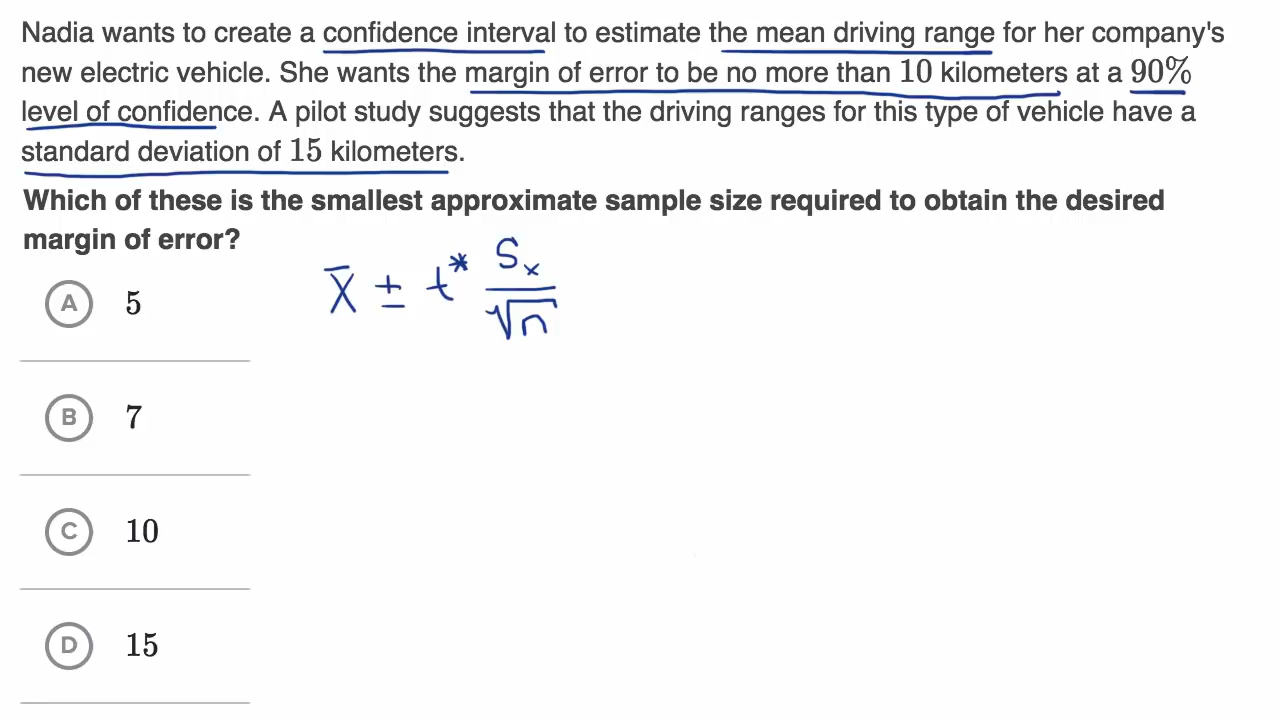 Nadia wants to create a confidence interval to estimate the mean driving range for her company's
new electric vehicle. She wants the margin of error to be no more than 10 kilometers at a 90%
level of confidence. A pilot study suggests that the driving ranges for this type of vehicle have a
standard deviation of 15 kilometers.
Which of these is the smallest approximate sample size required to obtain the desired
margin of error?
x̄ ± t* Sx/√n
A 5
B 7
C 10
D 15